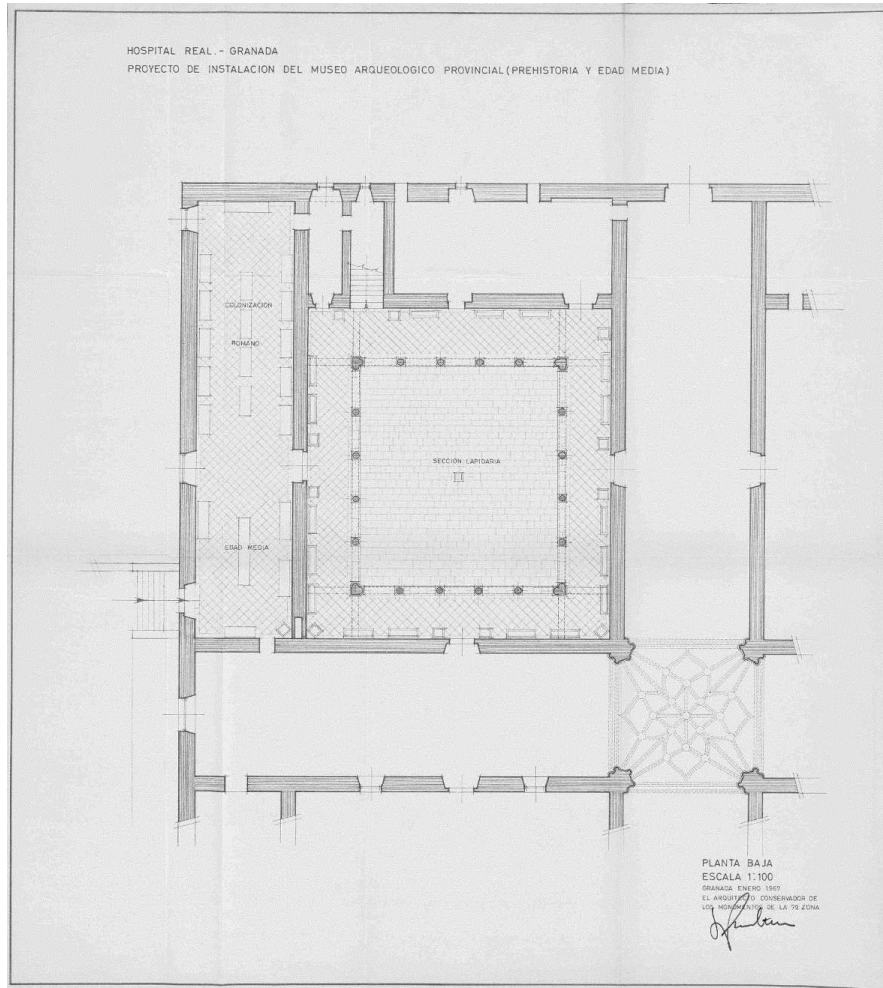 HOSPITAL REAL.- GRANADA
PROYECTO DE INSTALACION DEL MUSEO ARQUEOLOGICO PROVINCIAL (PREHISTORIA Y EDAD MEDIA)
COLONIZACION
ROMANO
SECCION LAPIDARIA
EDAD MEDIA
PLANTA BAJA
ESCALA 1:100
GRANADA ENERO 1967
EL ARQUITECTO CONSERVADOR DE
LOS MONUMENTOS DE LA 7ª ZONA